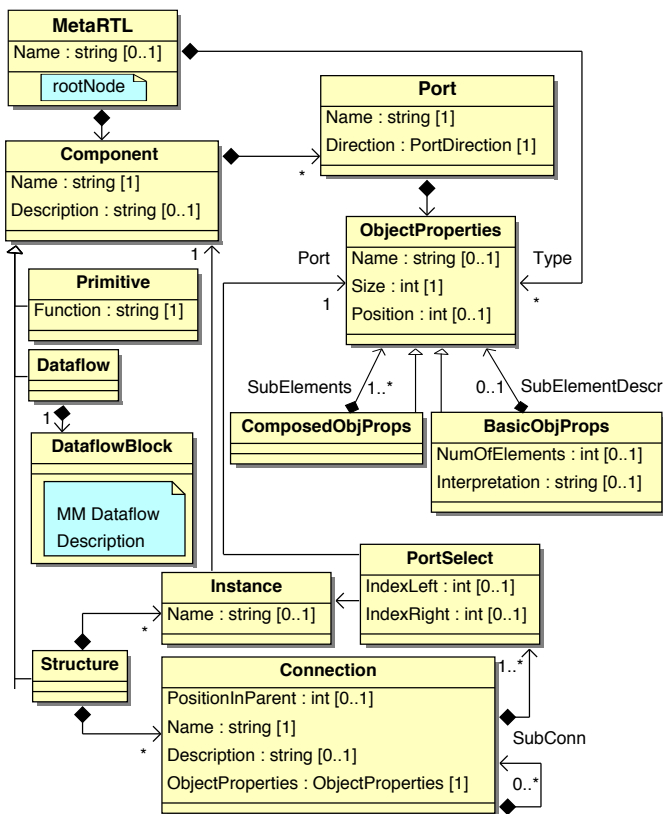 MetaRTL
Name : string [0..1]
rootNode
Port
Name : string [1]
Direction : PortDirection [1]
*
Component
Name : string [1]
Description : string [0..1]
1
ObjectProperties
Name : string [0..1]
Size : int [1]
Position : int [0..1]
Port
1
Type
*
Primitive
Function : string [1]
Dataflow
1
SubElements
1..*
0..1
SubElementDescr
ComposedObjProps
BasicObjProps
NumOfElements : int [0..1]
Interpretation : string [0..1]
DataflowBlock
MM Dataflow
Description
Instance
Name : string [0..1]
*
PortSelect
IndexLeft : int [0..1]
IndexRight : int [0..1]
Structure
*
Connection
PositionInParent : int [0..1]
Name : string [1]
Description : string [0..1]
ObjectProperties : ObjectProperties [1]
1..*
SubConn
0..*